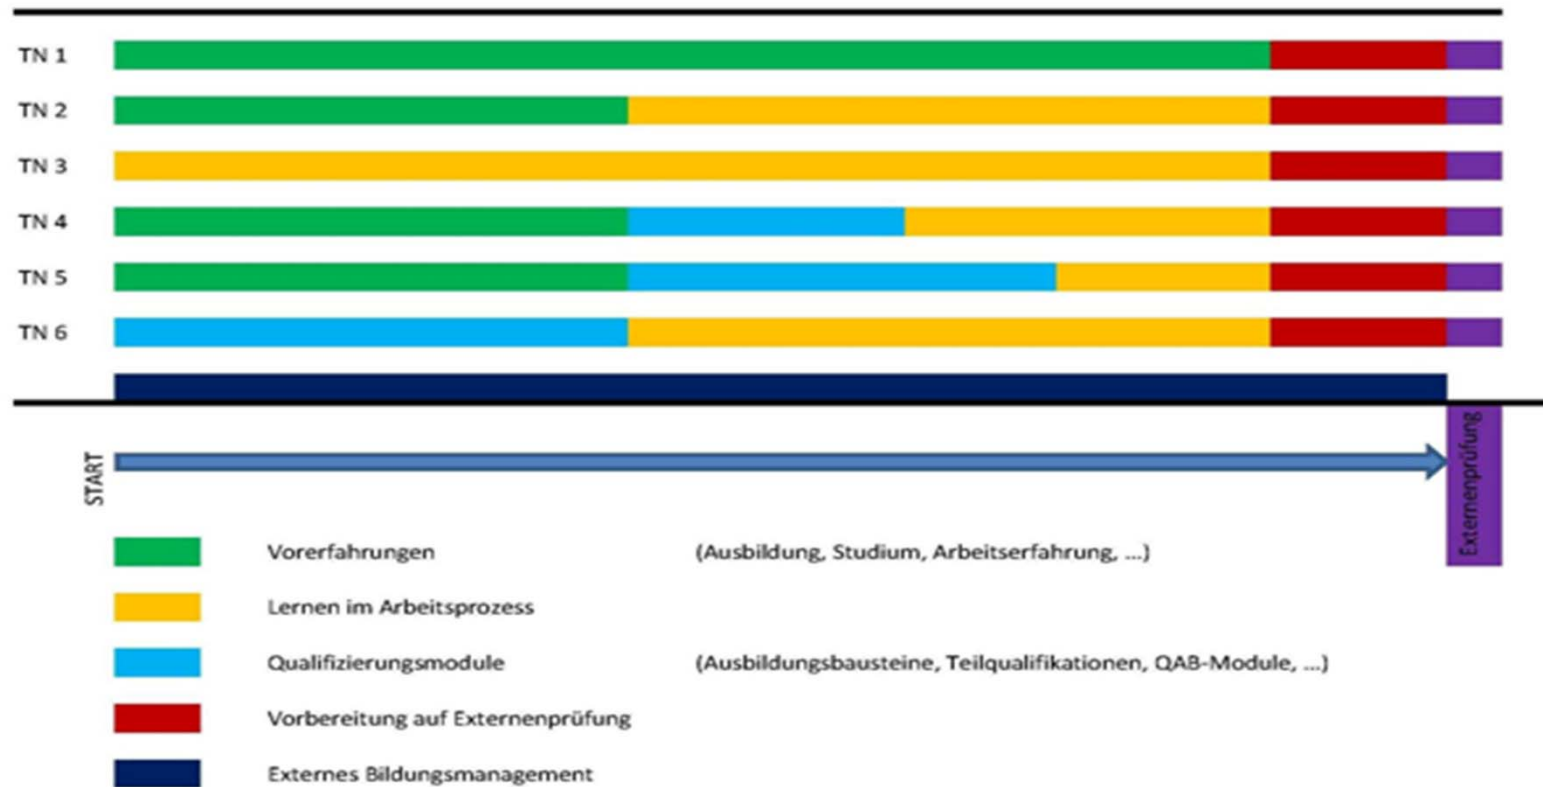 TN 1
TN 2
TN 3
TN 4
TN 5
TN 6
START
Externenprüfung
Vorerfahrungen (Ausbildung, Studium, Arbeitserfahrung, ...)
Lernen im Arbeitsprozess
Qualifizierungsmodule (Ausbildungsbausteine, Teilqualifikationen, QAB-Module, ...)
Vorbereitung auf Externenprüfung
Externes Bildungsmanagement